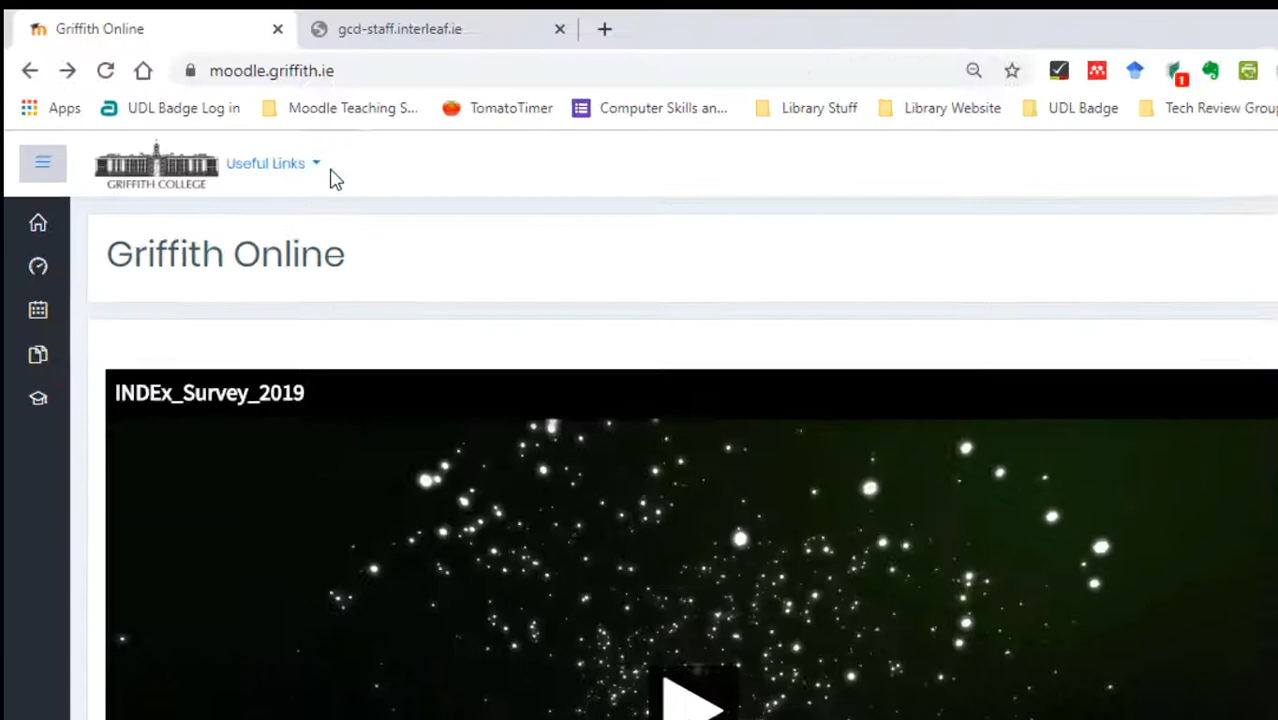 Griffith Online
gcd-staff.interleaf.ie
moodle.griffith.ie
1
Apps
UDL Badge Log in
Moodle Teaching S...
TomatoTimer
Computer Skills an...
Library Stuff
Library Website
UDL Badge
Tech Review Group
GRIFFITH COLLEGE
Useful Links
Griffith Online
INDEx_Survey_2019